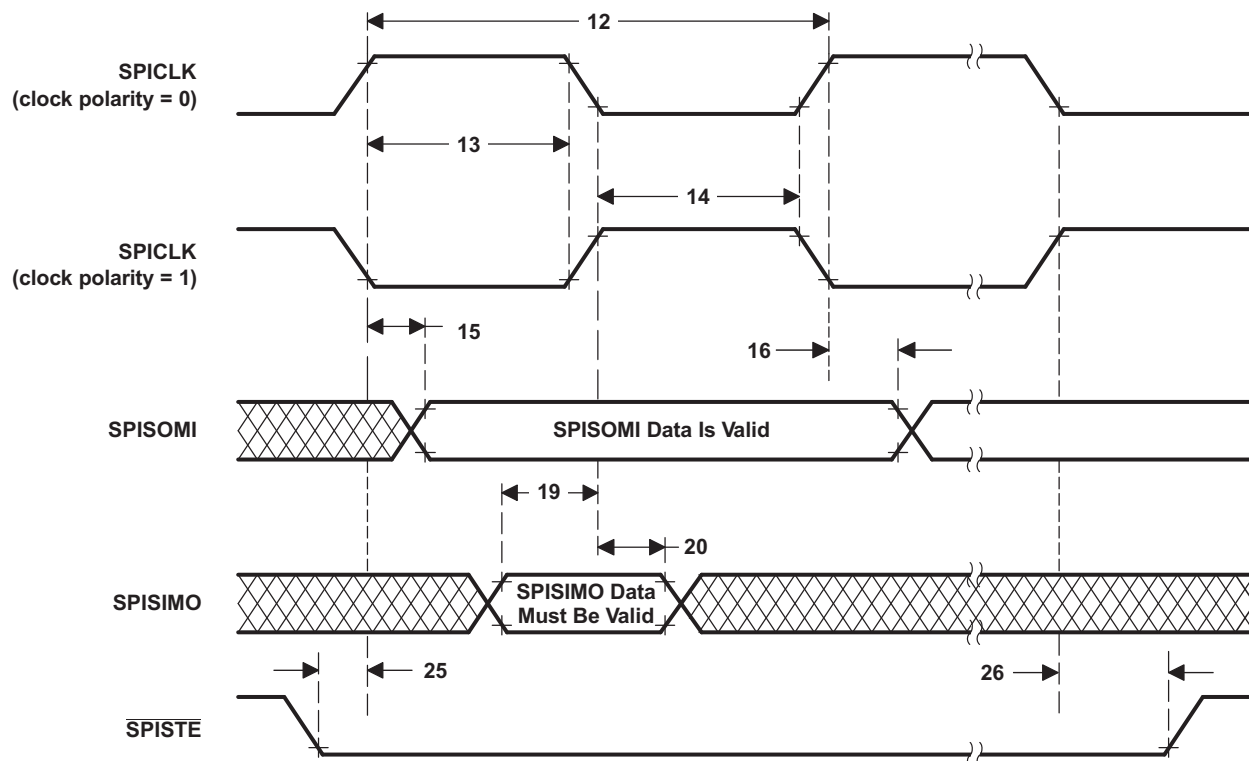 12
SPICLK
(clock polarity = 0)
13
14
SPICLK
(clock polarity = 1)
15
16
SPISOMI
SPISOMI Data Is Valid
19
20
SPISIMO
SPISIMO Data
Must Be Valid
25
26
SPISTE